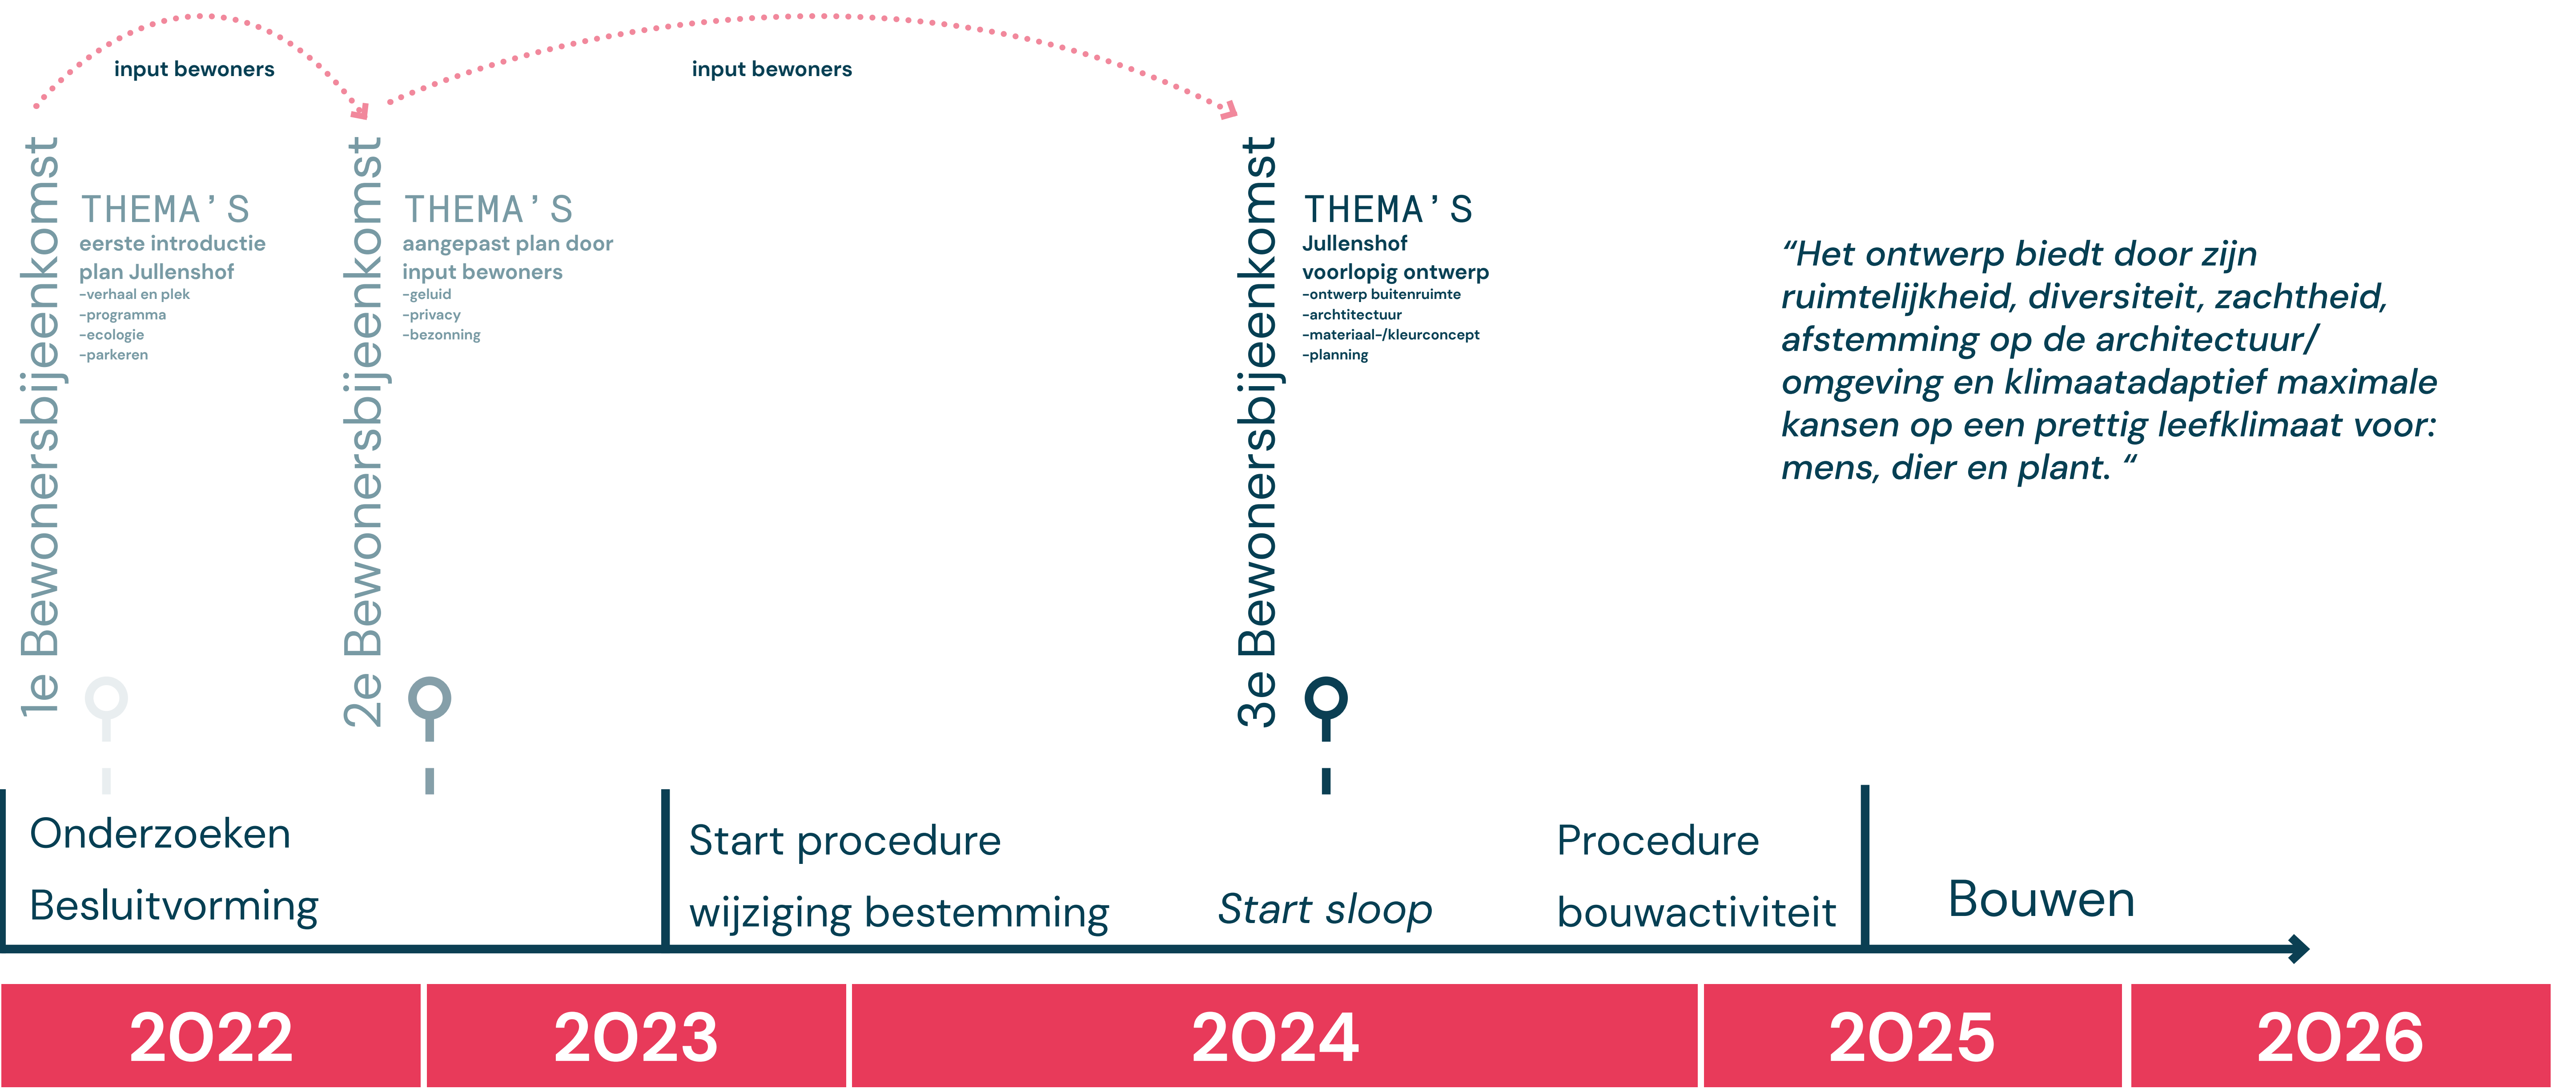 input bewoners
input bewoners
1e Bewonersbijeenkomst
THEMA'S
eerste introductie
plan Jullenshof
-verhaal en plek
-programma
-ecologie
-parkeren
2e Bewonersbijeenkomst
THEMA'S
aangepast plan door
input bewoners
-geluid
-privacy
-bezonning
3e Bewonersbijeenkomst
THEMA'S
Jullenshof
voorlopig ontwerp
-ontwerp buitenruimte
-archtitectuur
-materiaal-/kleurconcept
-planning
“Het ontwerp biedt door zijn
ruimtelijkheid, diversiteit, zachtheid,
afstemming op de architectuur/
omgeving en klimaatadaptief maximale
kansen op een prettig leefklimaat voor:
mens, dier en plant. “
Onderzoeken
Besluitvorming
Start procedure
wijziging bestemming
Start sloop
Procedure
bouwactiviteit
Bouwen
2022
2023
2024
2025
2026